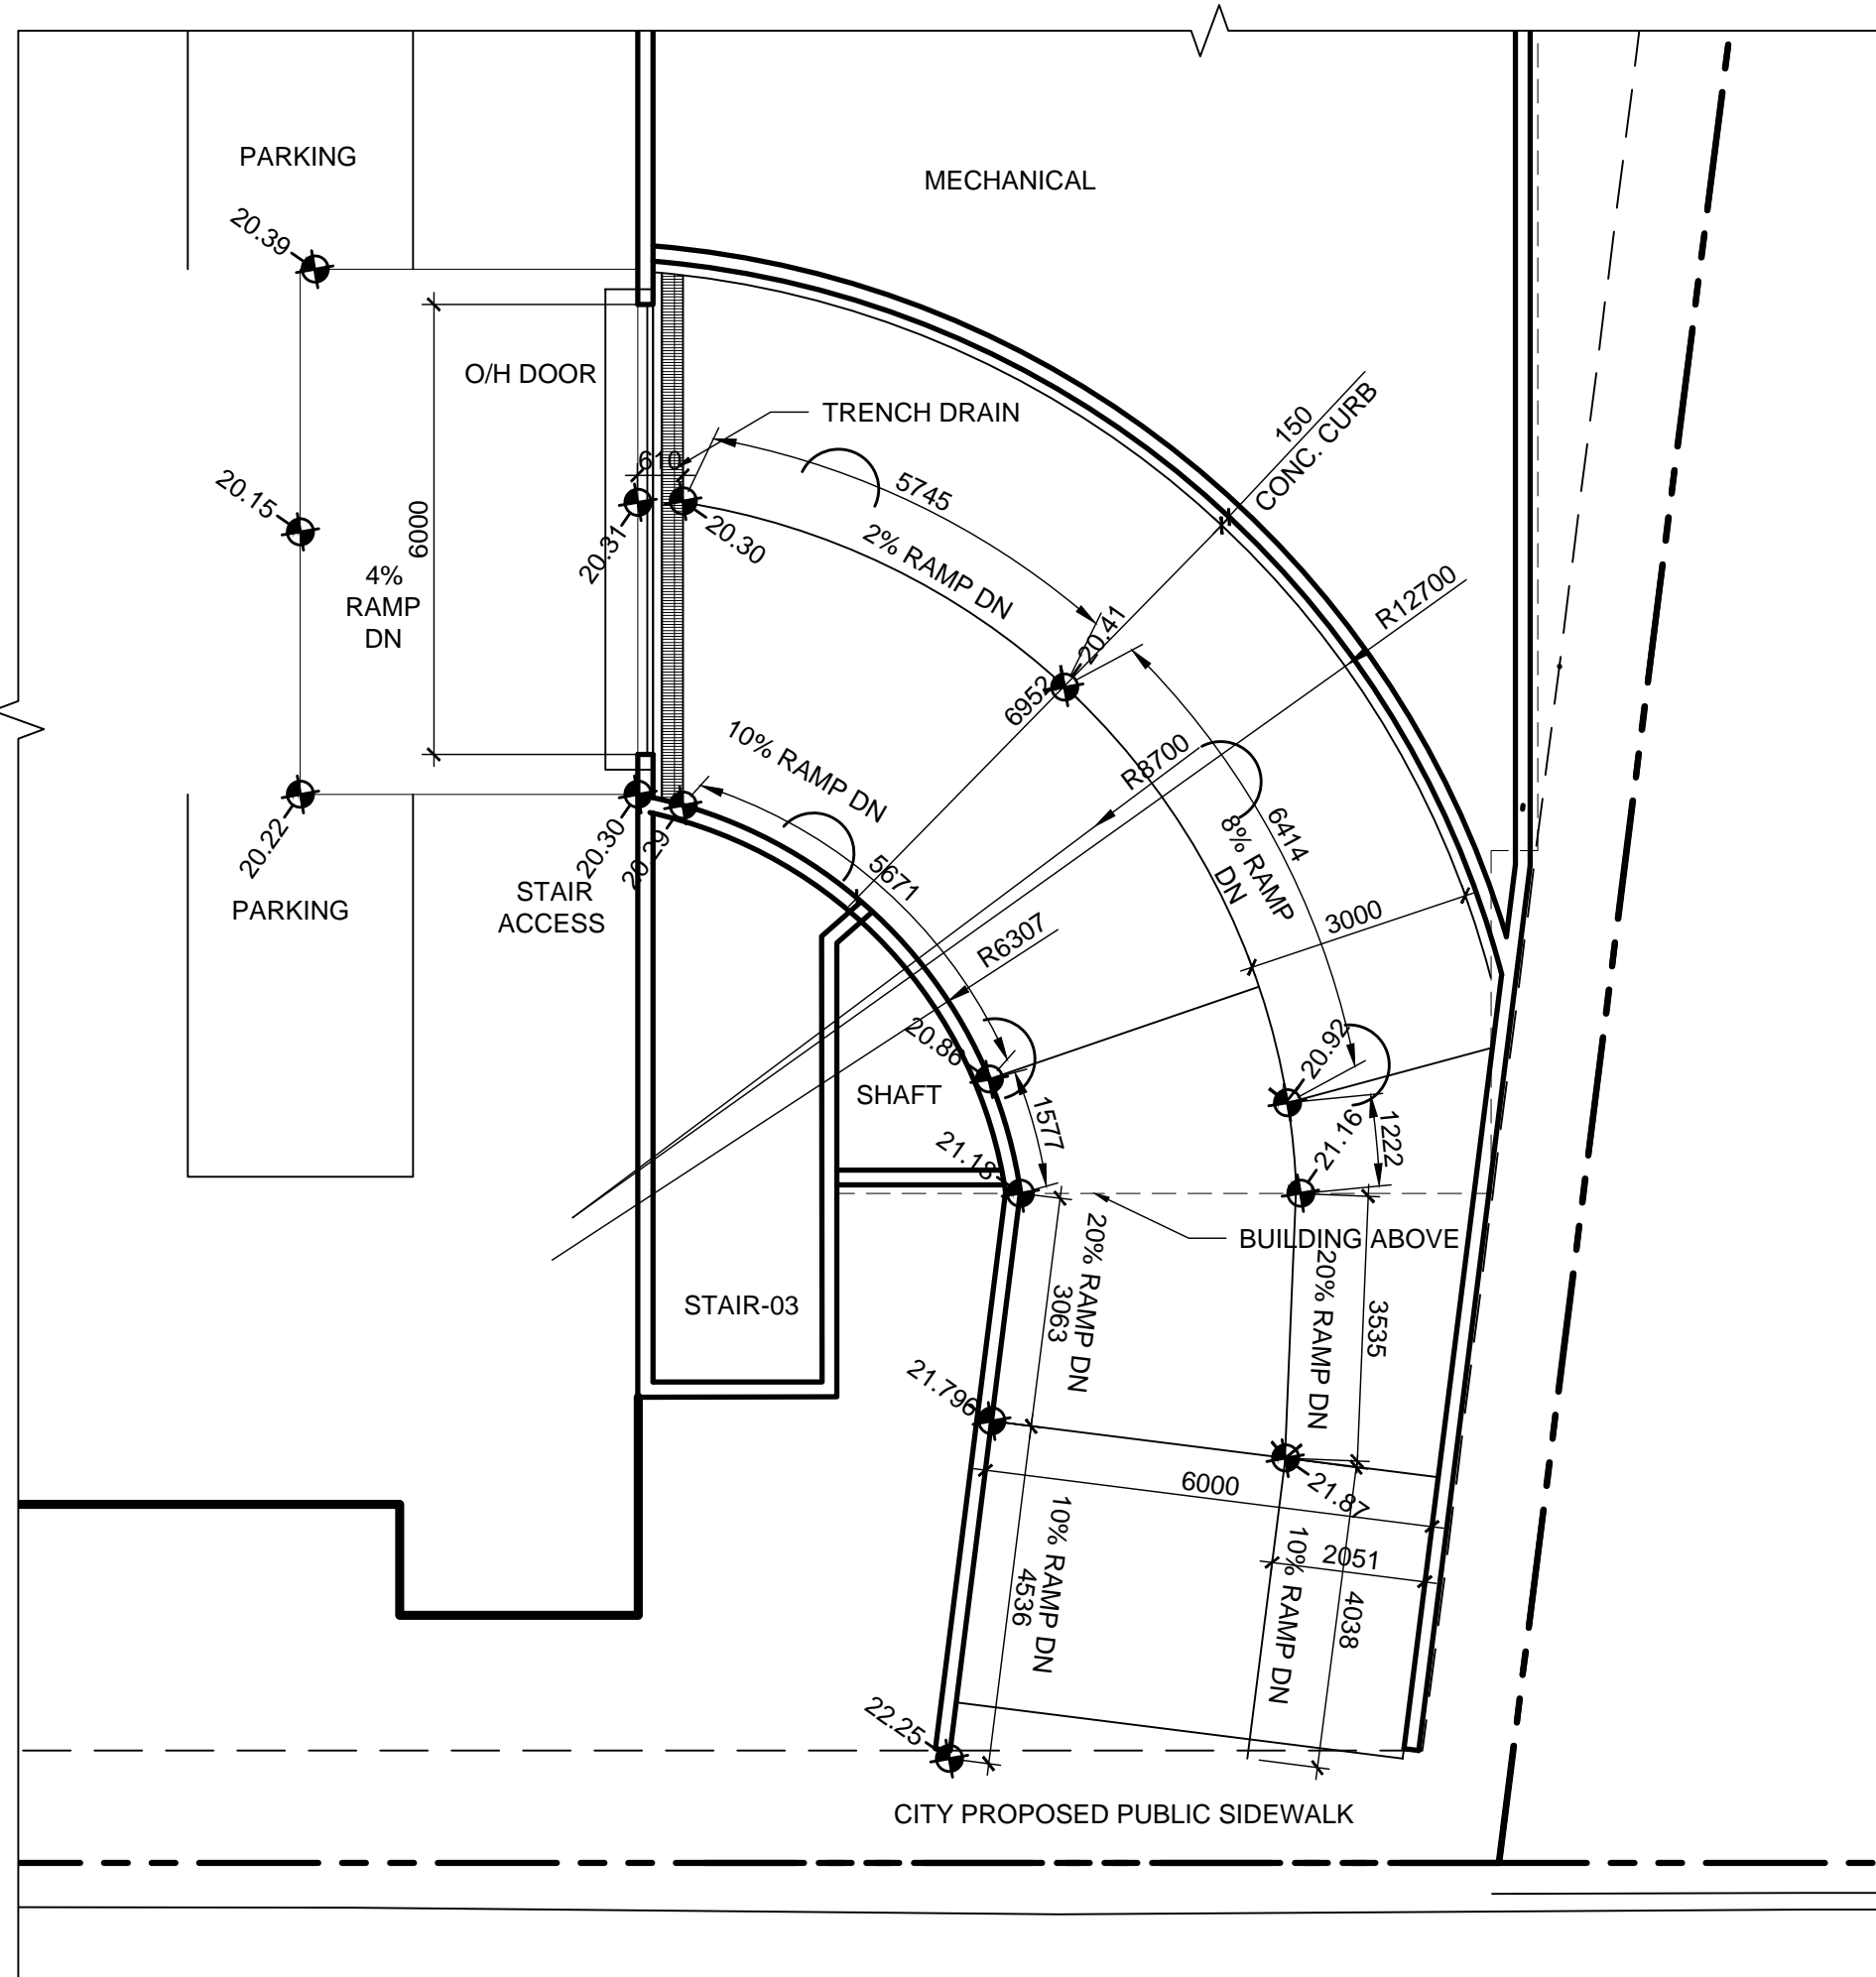 PARKING
MECHANICAL
20.39
O/H DOOR
TRENCH DRAIN
150
CONC. CURB
610
5745
20.15
6000
20.31
20.30
2% RAMP DN
4%
RAMP
DN
R12700
20.41
6952
10% RAMP DN
R8700
6414
8% RAMP
DN
20.22
20.30
20.29
5671
PARKING
STAIR
ACCESS
R6307
3000
20.86
20.92
SHAFT
1577
21.16
1222
21.18
BUILDING ABOVE
20% RAMP DN
3063
20% RAMP DN
3535
STAIR-03
21.796
6000
21.87
2051
10% RAMP DN
4536
10% RAMP DN
4038
22.25
CITY PROPOSED PUBLIC SIDEWALK